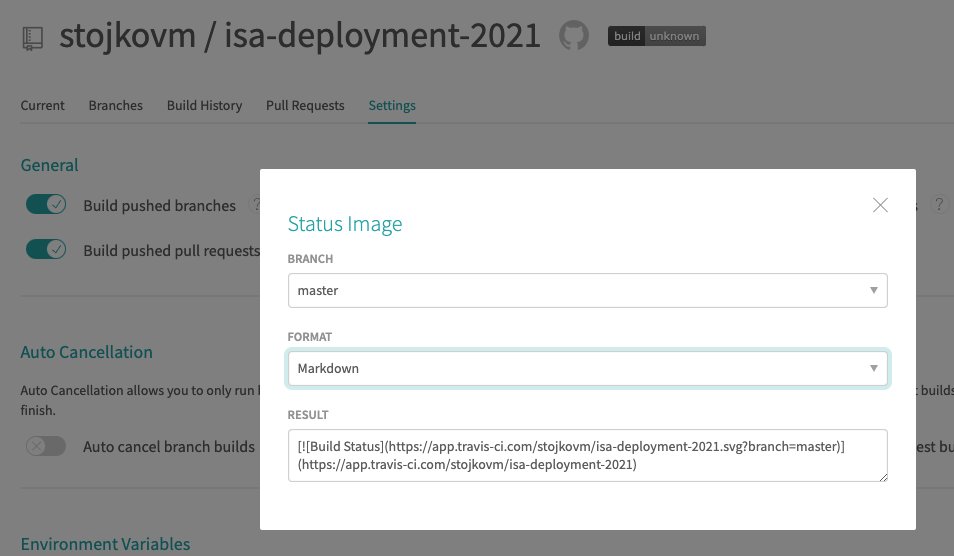 stojkovm / isa-deployment-2021
build unknown
Current Branches Build History Pull Requests Settings
General
Build pushed branches ?
s ?
Build pushed pull requests
Status Image
BRANCH
master
FORMAT
Markdown
RESULT
[![Build Status](https://app.travis-ci.com/stojkovm/isa-deployment-2021.svg?branch=master)]
(https://app.travis-ci.com/stojkovm/isa-deployment-2021)
Auto Cancellation
Auto Cancellation allows you to only run
t builds
finish.
Auto cancel branch builds
est bu
Environment Variables